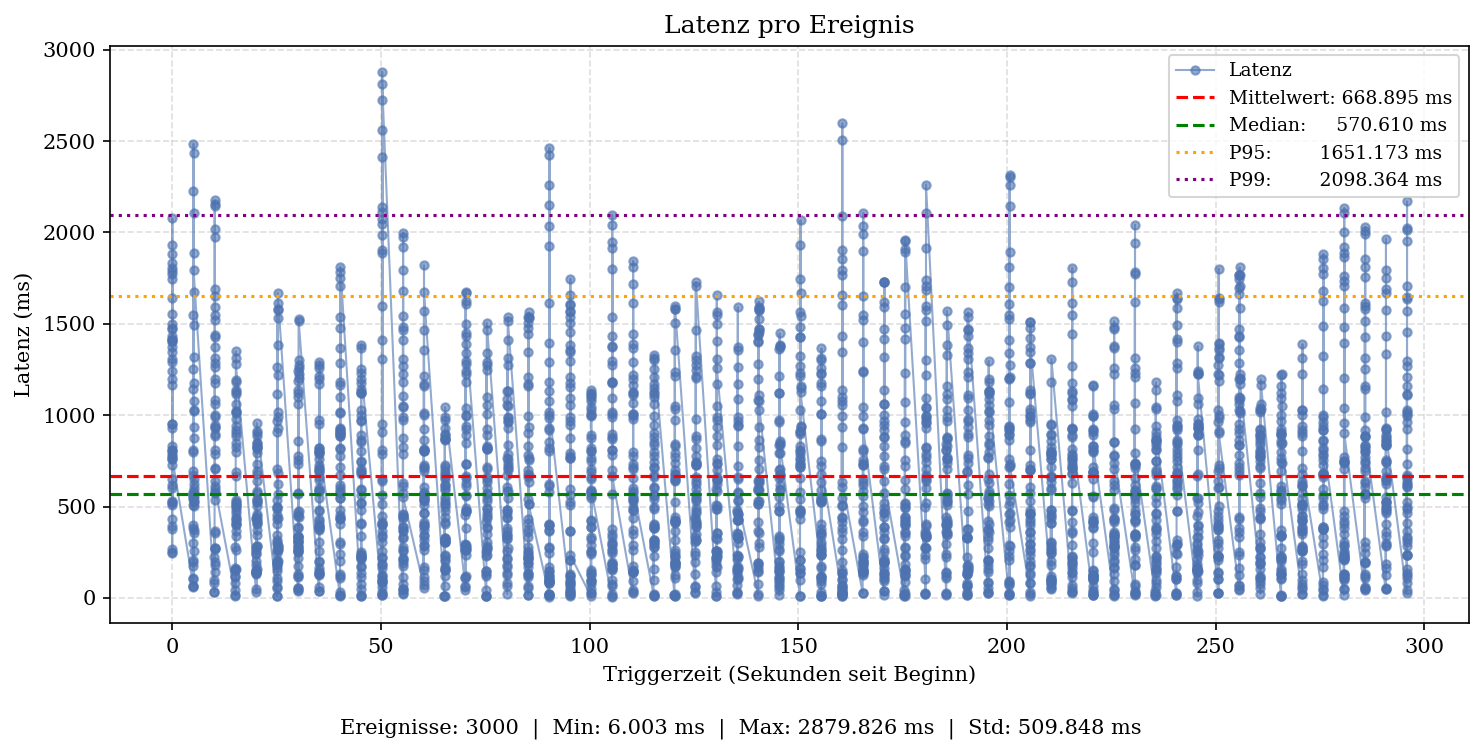 Latenz pro Ereignis
3000
2500
2000
1500
1000
500
0
Latenz (ms)
Latenz
Mittelwert: 668.895 ms
Median: 570.610 ms
P95: 1651.173 ms
P99: 2098.364 ms
0 50 100 150 200 250 300
Triggerzeit (Sekunden seit Beginn)
Ereignisse: 3000 | Min: 6.003 ms | Max: 2879.826 ms | Std: 509.848 ms